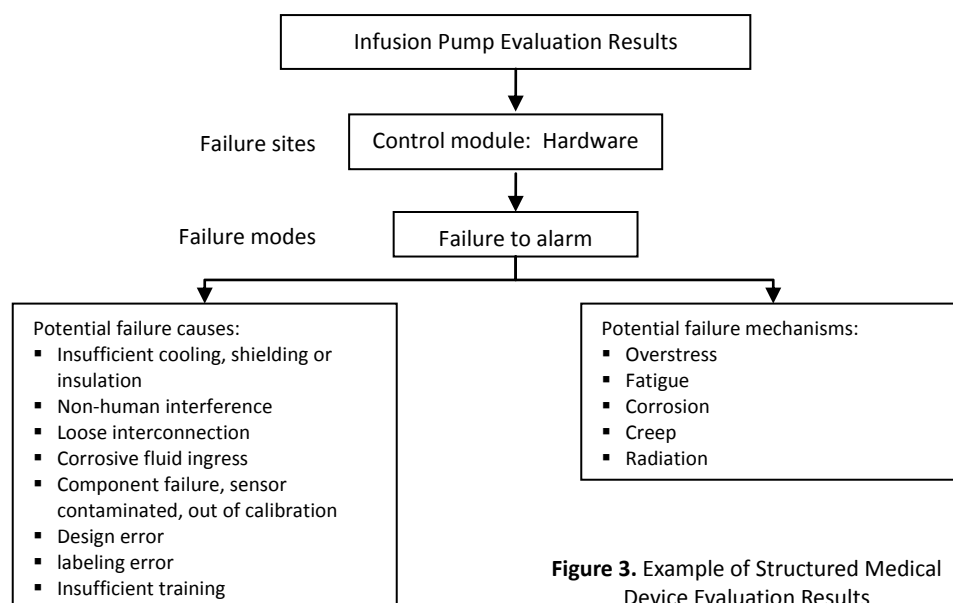 Infusion Pump Evaluation Results
Failure sites
Control module:  Hardware
Failure modes
Failure to alarm
Potential failure causes:
▪ Insufficient cooling, shielding or
insulation
▪ Non-human interference
▪ Loose interconnection
▪ Corrosive fluid ingress
▪ Component failure, sensor
contaminated, out of calibration
▪ Design error
▪ labeling error
▪ Insufficient training
Potential failure mechanisms:
▪ Overstress
▪ Fatigue
▪ Corrosion
▪ Creep
▪ Radiation
Figure 3. Example of Structured Medical
Device Evaluation Results